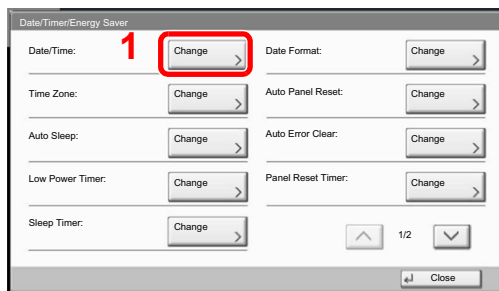 Date/Timer/Energy Saver
1
Date/Time: Change
Date Format: Change
Time Zone: Change
Auto Panel Reset: Change
Auto Sleep: Change
Auto Error Clear: Change
Low Power Timer: Change
Panel Reset Timer: Change
Sleep Timer: Change
1/2
Close